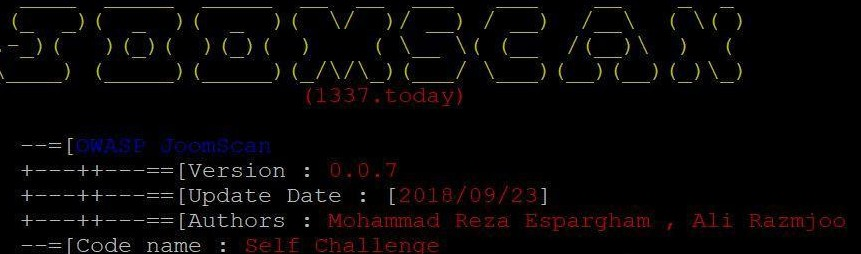 JOOMSCAN
(1337.today)
--=[OWASP JoomScan
+---++---==[Version : 0.0.7
+---++---==[Update Date : [2018/09/23]
+---++---==[Authors : Mohammad Reza Espargham , Ali Razmjoo
--=[Code name : Self Challenge